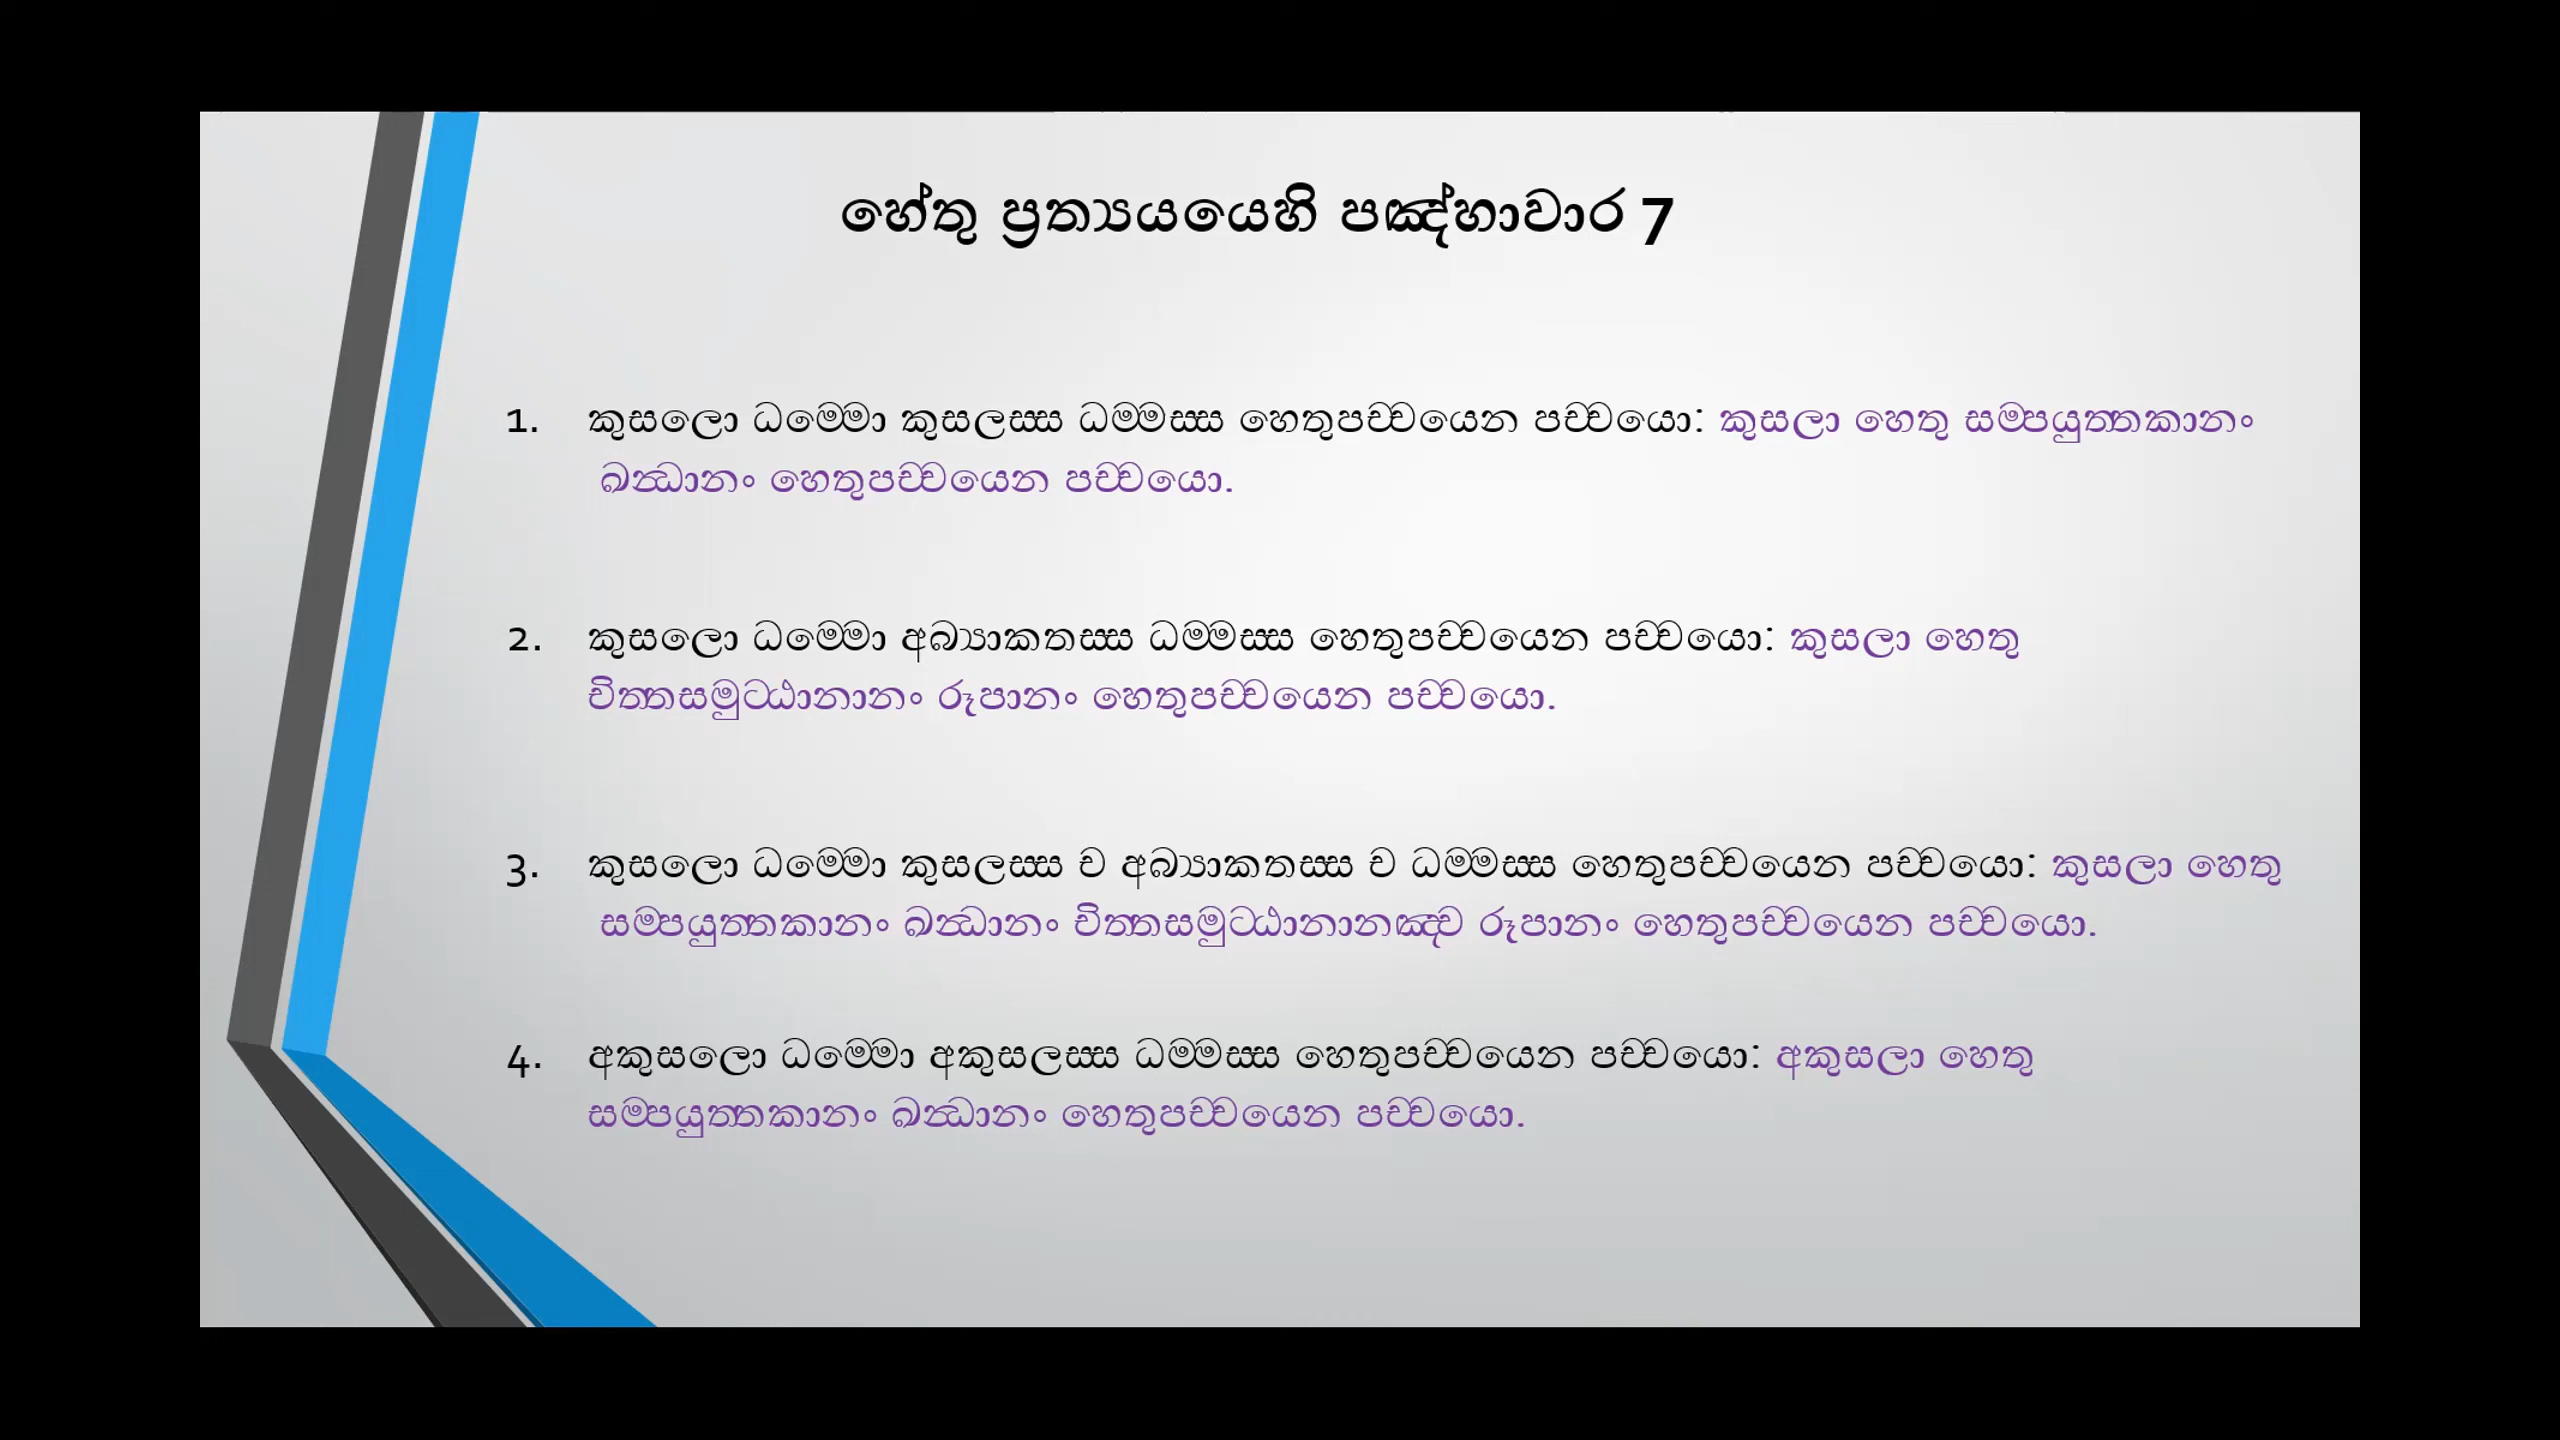 හේතු ප්‍රත්‍යයයෙහි පඤ්හාවාර 7
1. කුසලො ධම්‍මො කුසලස්‍ස ධම්‍මස්‍ස හෙතුපච්‍චයෙන පච්‍චයො: කුසලා හෙතු සම්‍පයුත්‍තකානං
ඛන්‍ධානං හෙතුපච්‍චයෙන පච්‍චයො.
2. කුසලො ධම්‍මො අබ්‍යාකතස්‍ස ධම්‍මස්‍ස හෙතුපච්‍චයෙන පච්‍චයො: කුසලා හෙතු
චිත්‍තසමුට්‍ඨානානං රූපානං හෙතුපච්‍චයෙන පච්‍චයො.
3. කුසලො ධම්‍මො කුසලස්‍ස ච අබ්‍යාකතස්‍ස ච ධම්‍මස්‍ස හෙතුපච්‍චයෙන පච්‍චයො: කුසලා හෙතු
සම්‍පයුත්‍තකානං ඛන්‍ධානං චිත්‍තසමුට්‍ඨානානඤ්‍ච රූපානං හෙතුපච්‍චයෙන පච්‍චයො.
4. අකුසලො ධම්‍මො අකුසලස්‍ස ධම්‍මස්‍ස හෙතුපච්‍චයෙන පච්‍චයො: අකුසලා හෙතු
සම්‍පයුත්‍තකානං ඛන්‍ධානං හෙතුපච්‍චයෙන පච්‍චයො.